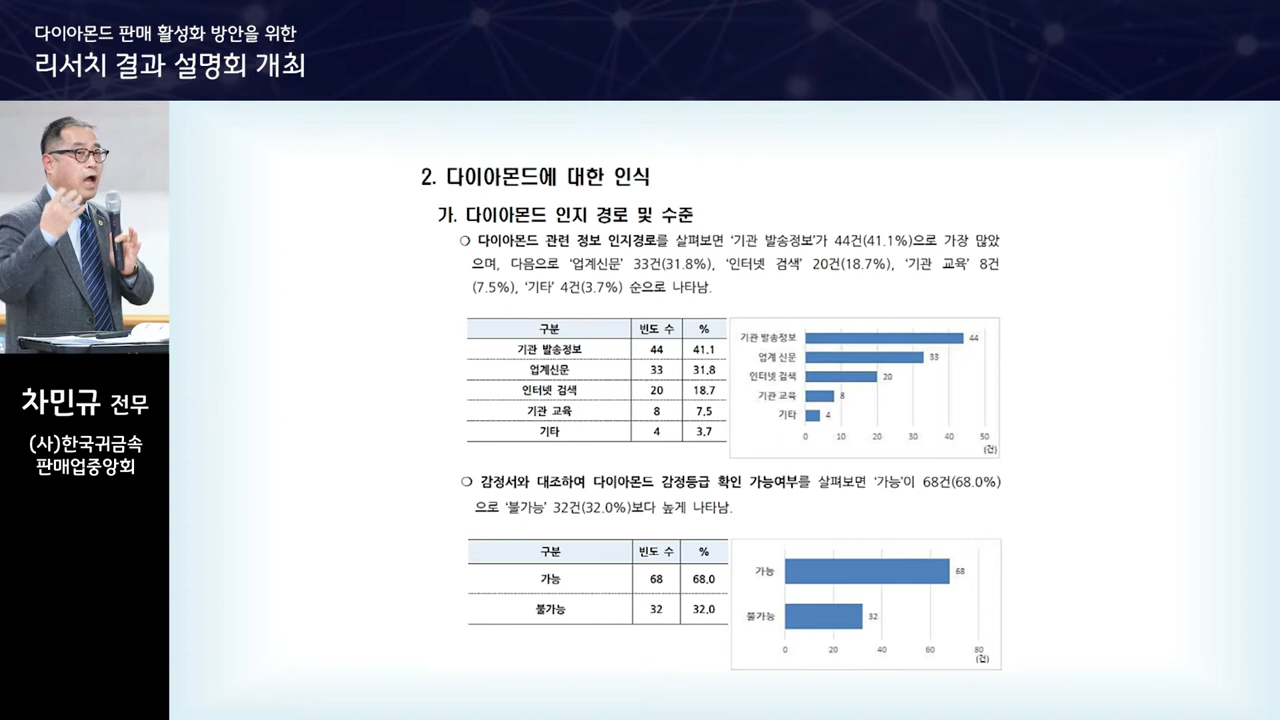 다이아몬드 판매 활성화 방안을 위한
리서치 결과 설명회 개최
차민규 전무
(사)한국귀금속
판매업중앙회
2. 다이아몬드에 대한 인식
가. 다이아몬드 인지 경로 및 수준
❍ 다이아몬드 관련 정보 인지경로를 살펴보면 '기관 발송정보'가 44건(41.1%)으로 가장 많았
으며, 다음으로 '업계신문' 33건(31.8%), '인터넷 검색' 20건(18.7%), '기관 교육' 8건
(7.5%), '기타' 4건(3.7%) 순으로 나타남.
구분 빈도 수 %
기관 발송정보 44 41.1
업계신문 33 31.8
인터넷 검색 20 18.7
기관 교육 8 7.5
기타 4 3.7
기관 발송정보 44
업계 신문 33
인터넷 검색 20
기관 교육 8
기타 4
0 10 20 30 40 50
(건)
❍ 감정서와 대조하여 다이아몬드 감정등급 확인 가능여부를 살펴보면 '가능'이 68건(68.0%)
으로 '불가능' 32건(32.0%)보다 높게 나타남.
구분 빈도 수 %
가능 68 68.0
불가능 32 32.0
가능 68
불가능 32
0 20 40 60 80
(건)